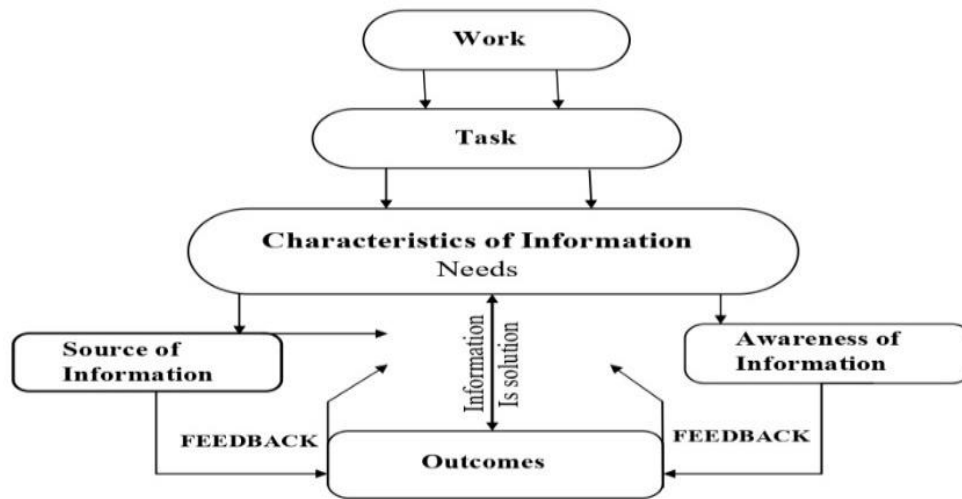 Work
Task
Characteristics of Information
Needs
Source of
Information
Information
Is solution
Awareness of
Information
FEEDBACK
FEEDBACK
Outcomes